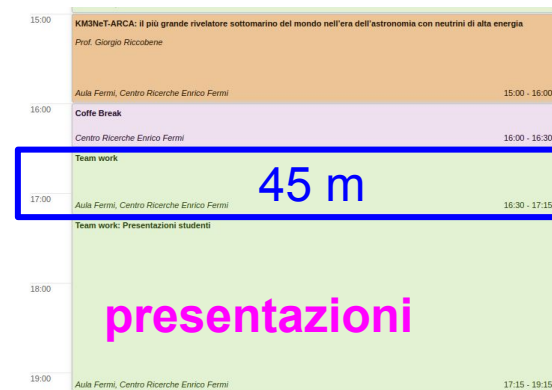 15:00
KM3NeT-ARCA: il più grande rivelatore sottomarino del mondo nell'era dell'astronomia con neutrini di alta energia
Prof. Giorgio Riccobene
Aula Fermi, Centro Ricerche Enrico Fermi 15:00 - 16:00
16:00
Coffe Break
Centro Ricerche Enrico Fermi 16:00 - 16:30
Team work
45 m
17:00
Aula Fermi, Centro Ricerche Enrico Fermi 16:30 - 17:15
Team work: Presentazioni studenti
18:00
presentazioni
19:00
Aula Fermi, Centro Ricerche Enrico Fermi 17:15 - 19:15